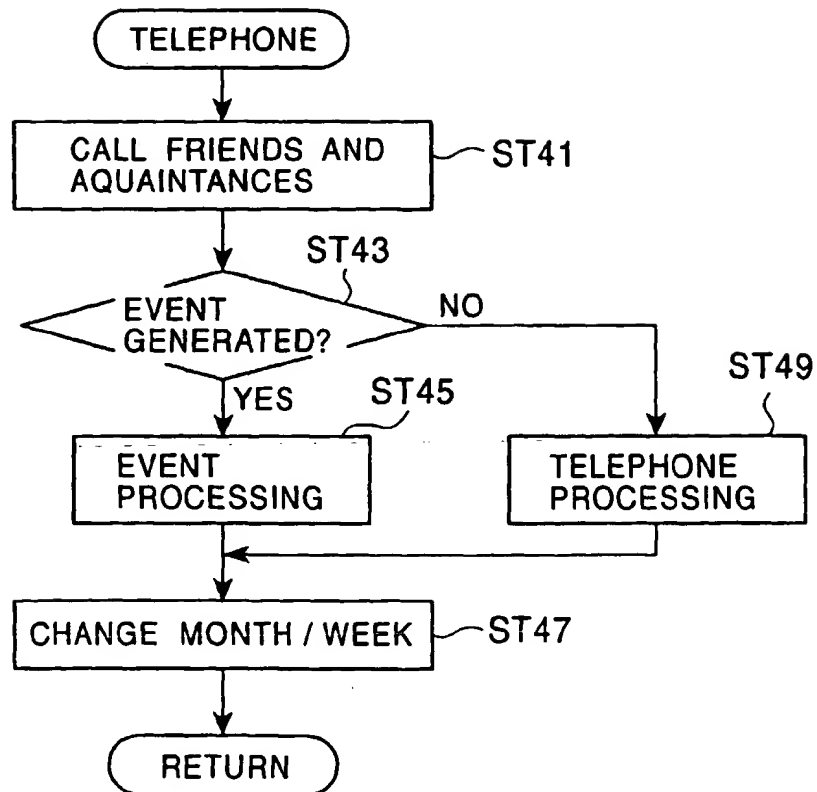 TELEPHONE
CALL FRIENDS AND
AQUAINTANCES
ST41
ST43
EVENT
GENERATED?
NO
YES
ST45
ST49
EVENT
PROCESSING
TELEPHONE
PROCESSING
CHANGE MONTH / WEEK
ST47
RETURN